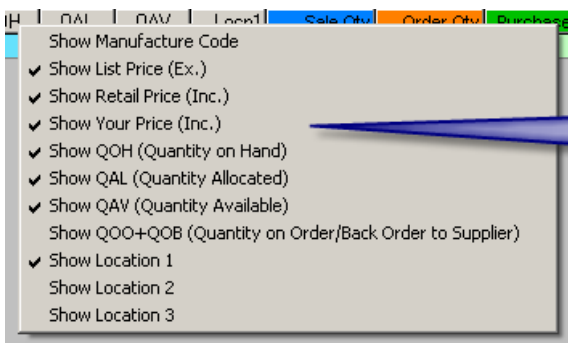 QAL QAV Locn1 Sale Qty Order Qty Purchase
Show Manufacture Code
Show List Price (Ex.)
Show Retail Price (Inc.)
Show Your Price (Inc.)
Show QOH (Quantity on Hand)
Show QAL (Quantity Allocated)
Show QAV (Quantity Available)
Show QOO+QOB (Quantity on Order/Back Order to Supplier)
Show Location 1
Show Location 2
Show Location 3